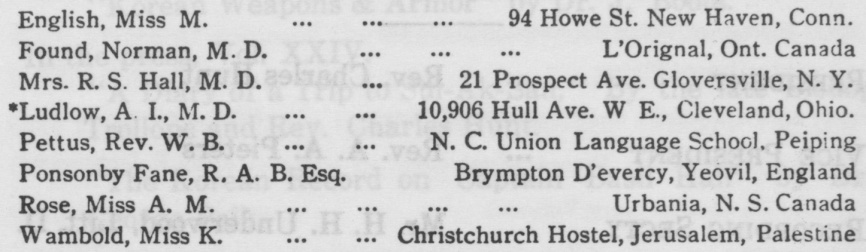 English, Miss M. ... ... ... 94 Howe St. New Haven, Conn.
Found, Norman, M. D. ... ... ... L'Orignal, Ont. Canada
Mrs. R. S. Hall, M. D. ... ... 21 Prospect Ave. Gloversville, N. Y.
*Ludlow, A. I., M. D. ... 10,906 Hull Ave. W E., Cleveland, Ohio.
Pettus, Rev. W. B. ... ... N. C. Union Language School, Peiping
Ponsonby Fane, R. A. B. Esq. Brympton D'evercy, Yeovil, England
Rose, Miss A. M. ... ... ... ... Urbania, N. S. Canada
Wambold, Miss K. ... ... Christchurch Hostel, Jerusalem, Palestine